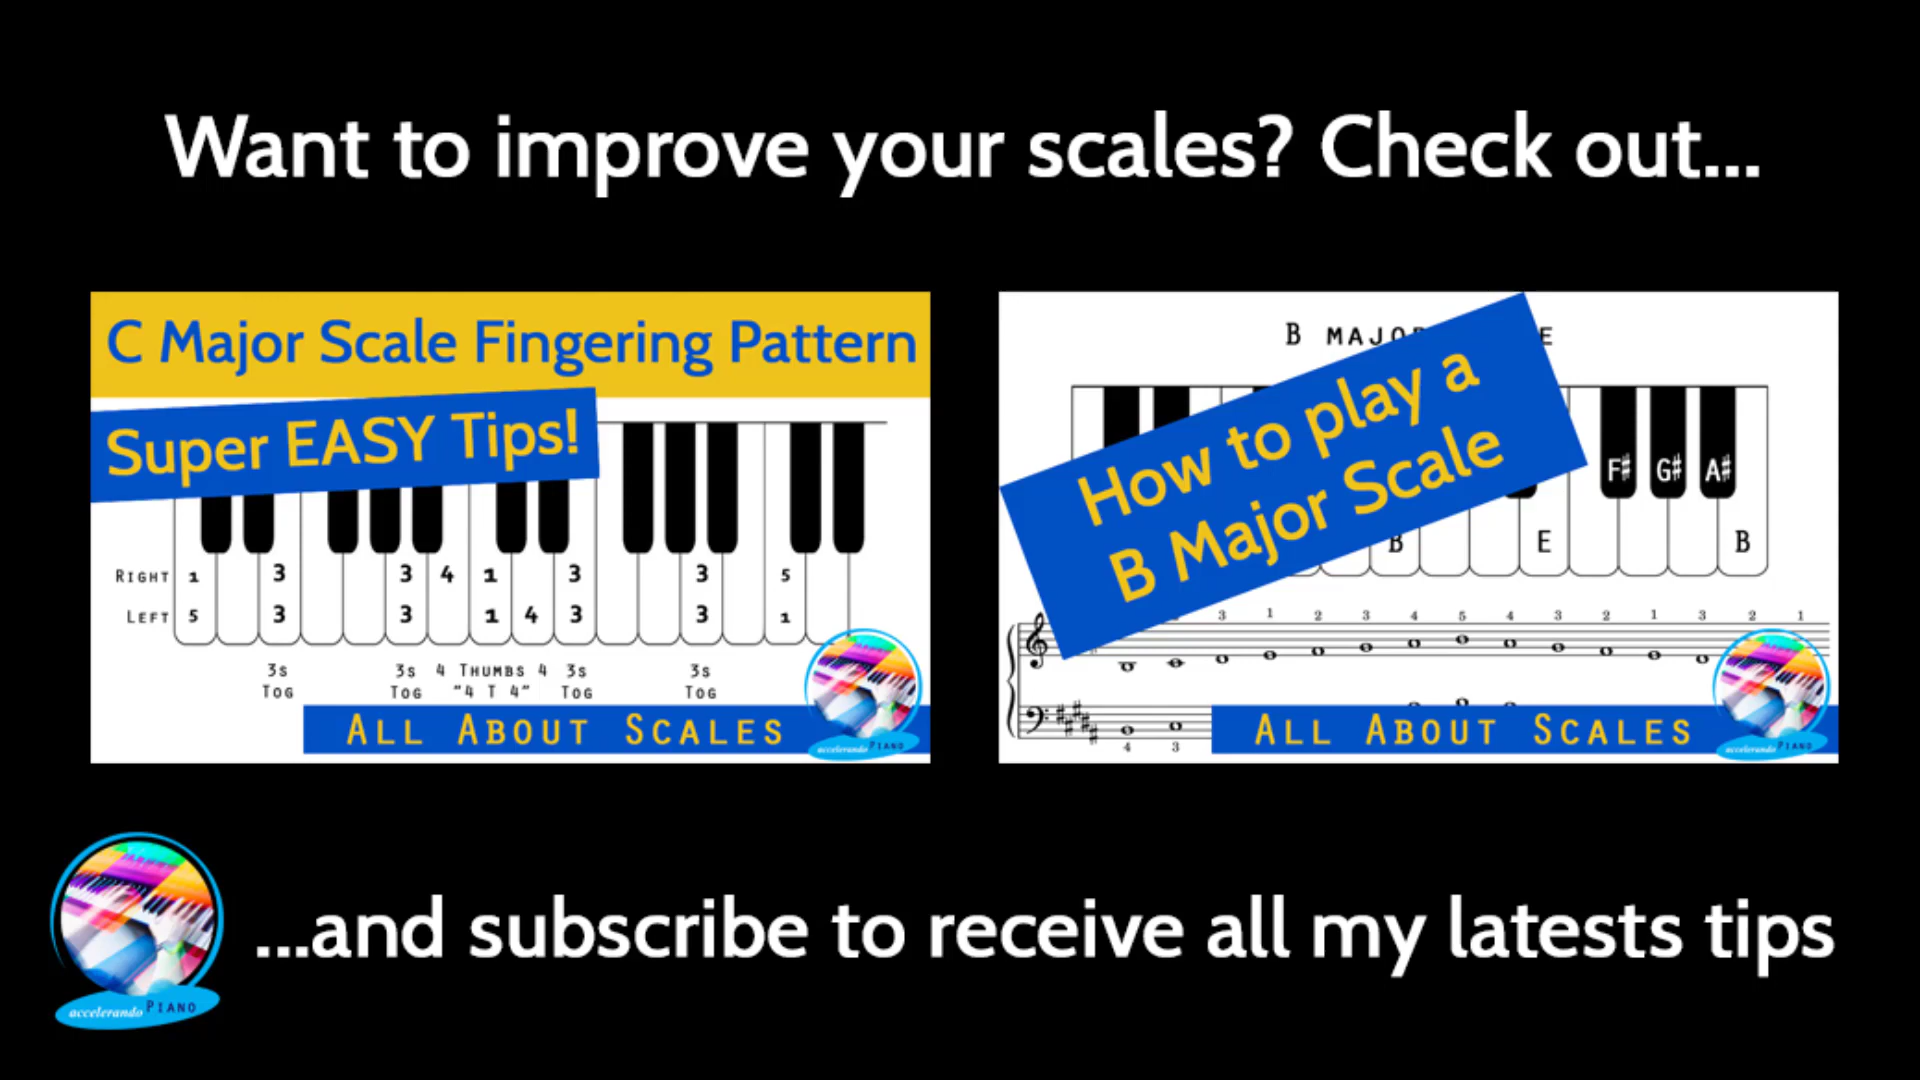 Want to improve your scales? Check out...
C Major Scale Fingering Pattern
Super EASY Tips!
RIGHT 1 3 3 4 1 3 3 5
LEFT 5 3 3 1 4 3 3 1
3s 3s 4 THUMBS 4 3s 3s
TOG TOG "4 T 4" TOG TOG
ALL ABOUT SCALES
accelerando PIANO
B MAJO E
How to play a
B Major Scale
F# G# A#
B E B
3 1 2 3 4 5 4 3 2 1 3 2 1
4 3
ALL ABOUT SCALES
accelerando PIANO
...and subscribe to receive all my latests tips
accelerando PIANO